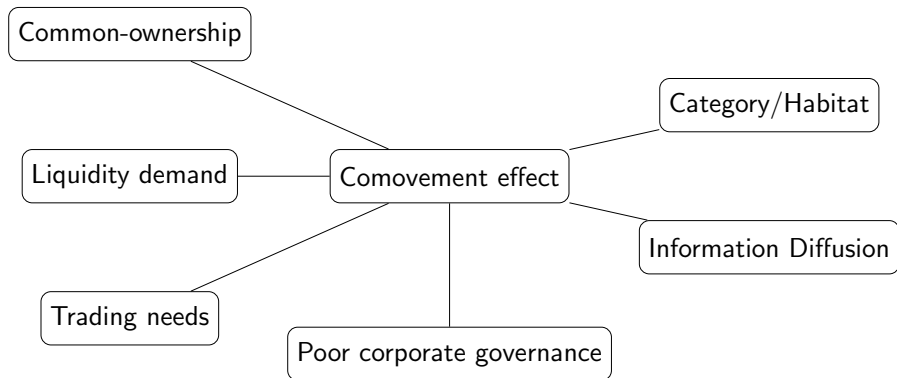 Common-ownership
Category/Habitat
Liquidity demand
Comovement effect
Information Diffusion
Trading needs
Poor corporate governance